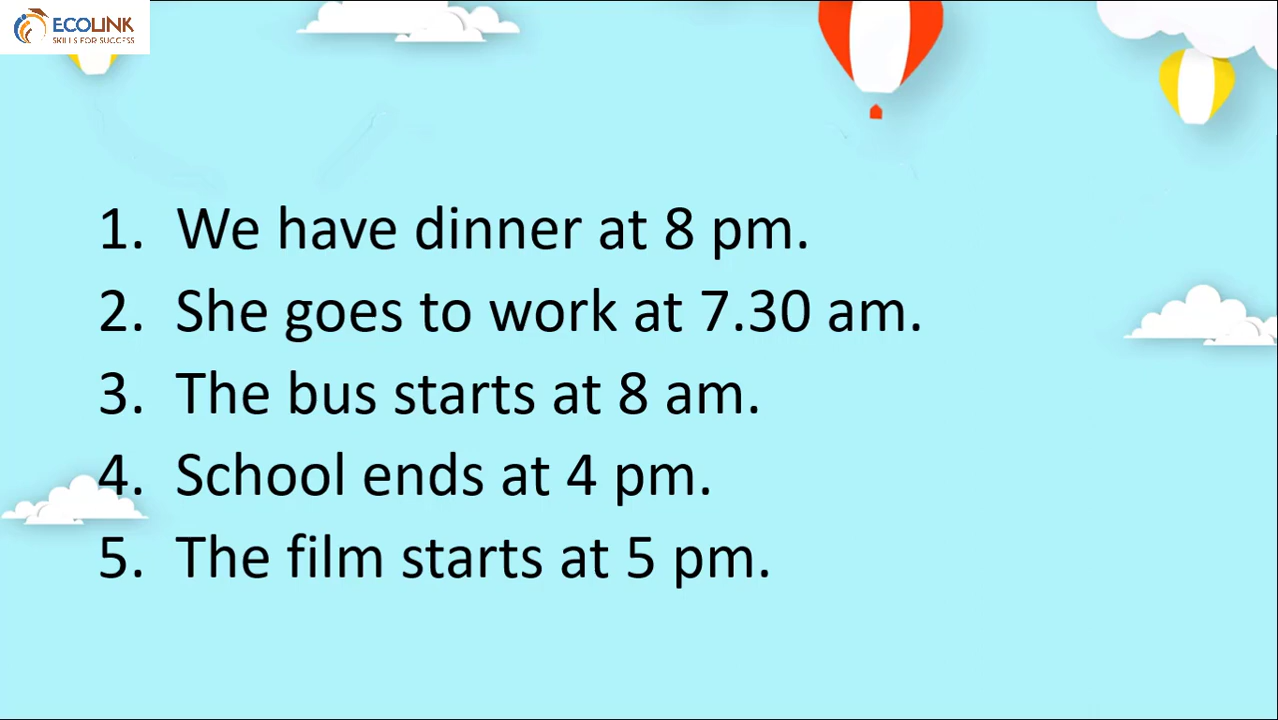 ECOLINK
SKILLS FOR SUCCESS
1. We have dinner at 8 pm.
2. She goes to work at 7.30 am.
3. The bus starts at 8 am.
4. School ends at 4 pm.
5. The film starts at 5 pm.